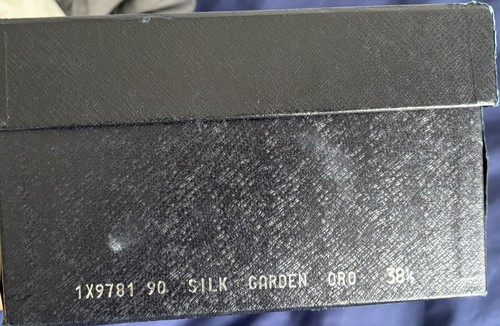 1X9781 90 SILK GARDEN ORO 38½